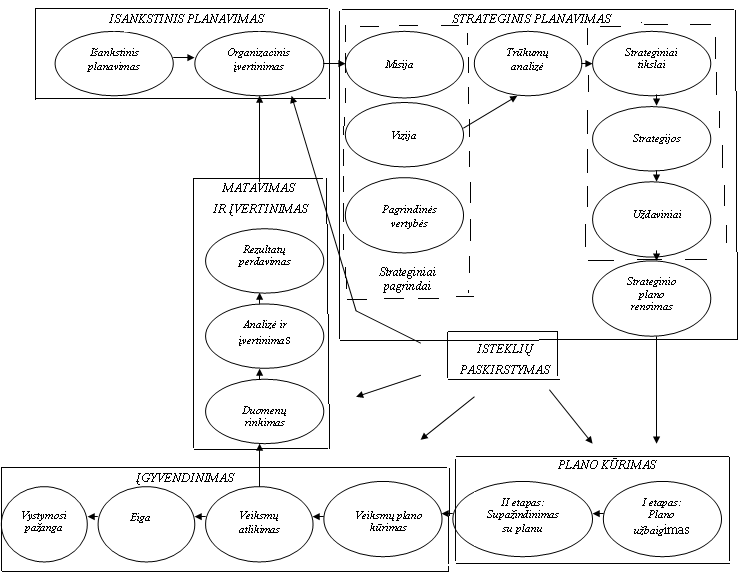 IŠANKSTINIS PLANAVIMAS
Išankstinis
planavimas
Organizacinis
įvertinimas
STRATEGINIS PLANAVIMAS
Misija
Vizija
Pagrindinės
vertybės
Strateginiai
pagrindai
Trūkumų
analizė
Strateginiai
tikslai
Strategijos
Uždaviniai
Strateginio
plano
rengimas
MATAVIMAS
IR ĮVERTINIMAS
Rezultatų
perdavimas
Analizė ir
įvertinimas
Duomenų
rinkimas
ISTEKLIŲ
PASKIRSTYMAS
ĮGYVENDINIMAS
Vystymosi
pažanga
Eiga
Veiksmų
atlikimas
Veiksmų plano
kūrimas
PLANO KŪRIMAS
II etapas:
Supažindinimas
su planu
I etapas:
Plano
užbaigimas